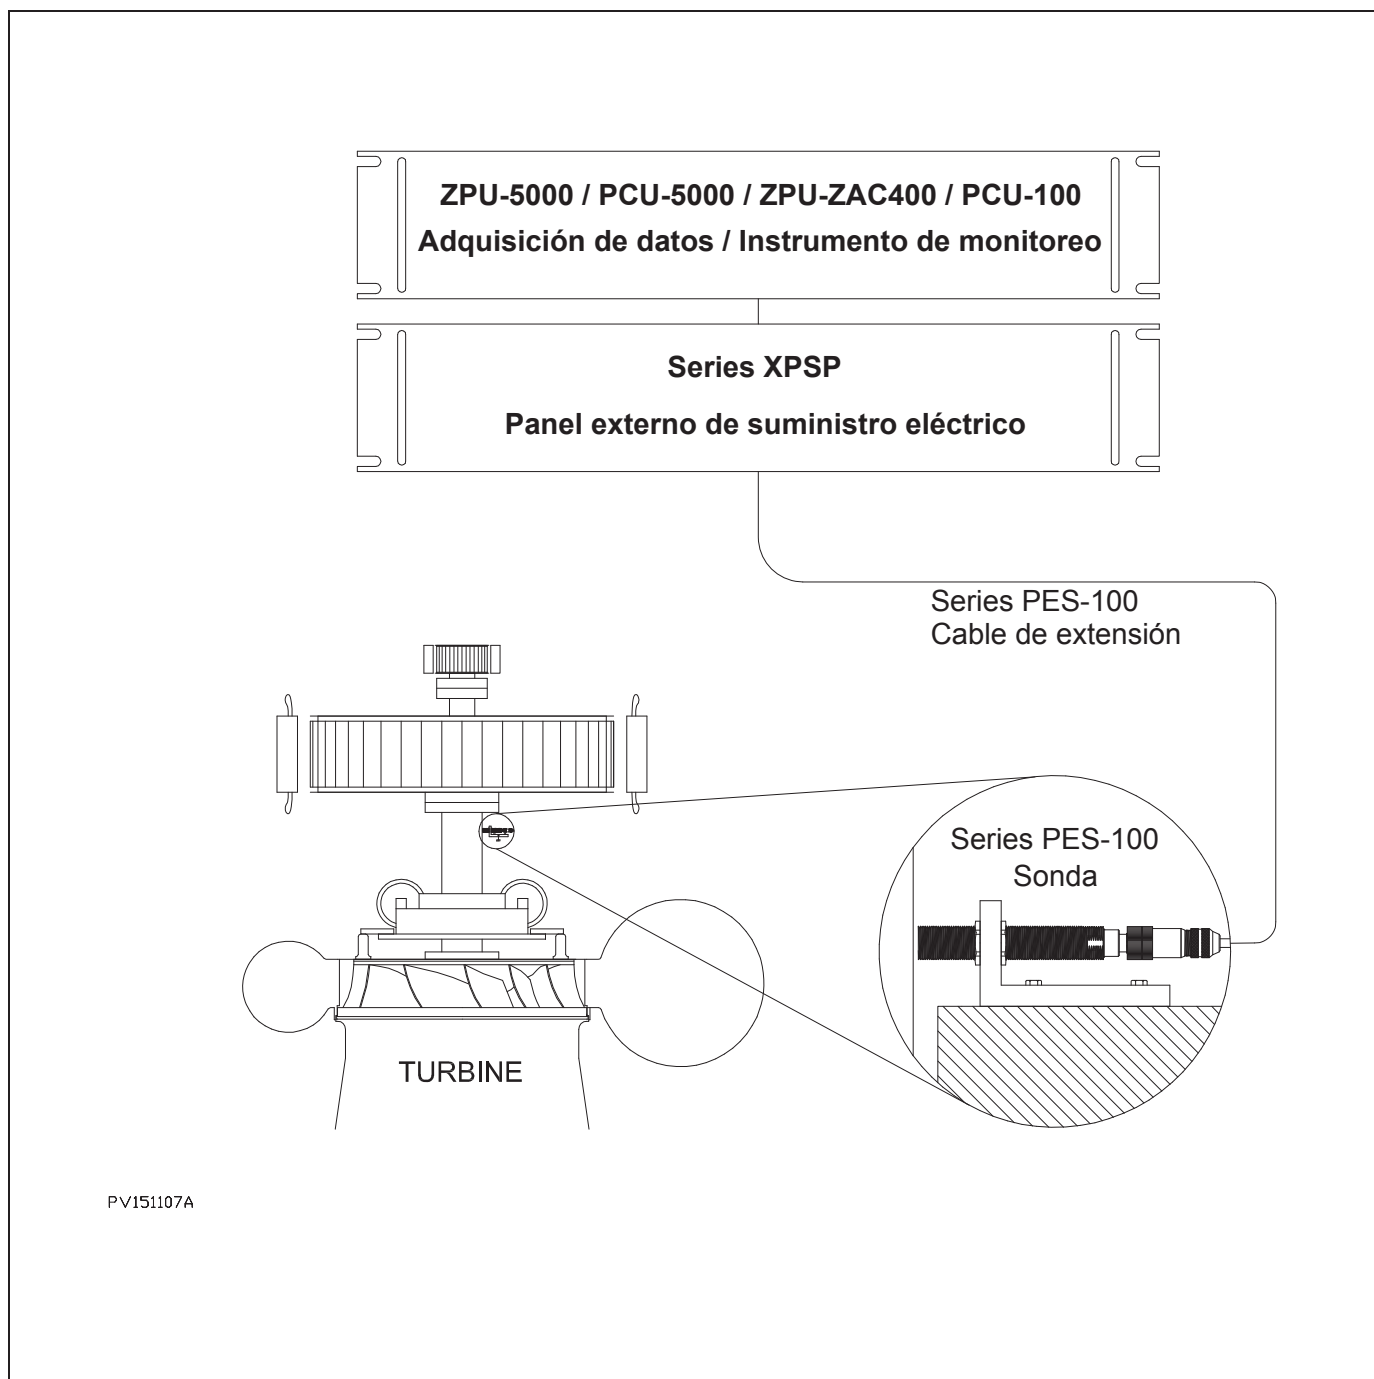 ZPU-5000 / PCU-5000 / ZPU-ZAC400 / PCU-100
Adquisición de datos / Instrumento de monitoreo
Series XPSP
Panel externo de suministro eléctrico
Series PES-100
Cable de extensión
Series PES-100
Sonda
TURBINE
PV151107A